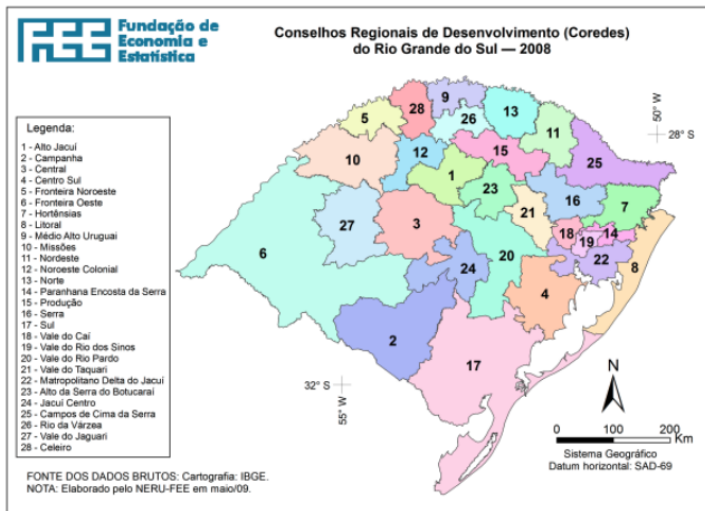 FEE
Fundação de
Economia e
Estatística
Conselhos Regionais de Desenvolvimento (Coredes)
do Rio Grande do Sul — 2008
Legenda:
1 - Alto Jacuí
2 - Campanha
3 - Central
4 - Centro Sul
5 - Fronteira Noroeste
6 - Fronteira Oeste
7 - Hortênsias
8 - Litoral
9 - Médio Alto Uruguai
10 - Missões
11 - Nordeste
12 - Noroeste Colonial
13 - Norte
14 - Paranhana Encosta da Serra
15 - Produção
16 - Serra
17 - Sul
18 - Vale do Caí
19 - Vale do Rio dos Sinos
20 - Vale do Rio Pardo
21 - Vale do Taquari
22 - Matropolitano Delta do Jacuí
23 - Alto da Serra do Botucaraí
24 - Jacuí Centro
25 - Campos de Cima da Serra
26 - Rio da Várzea
27 - Vale do Jaguari
28 - Celeiro
50° W
28° S
9
28
26
13
5
11
12
15
25
10
1
23
16
7
21
27
3
18
14
19
6
20
22
8
24
4
2
17
32° S
55° W
N
0 100 200
Km
Sistema Geográfico
Datum horizontal: SAD-69
FONTE DOS DADOS BRUTOS: Cartografia: IBGE.
NOTA: Elaborado pelo NERU-FEE em maio/09.